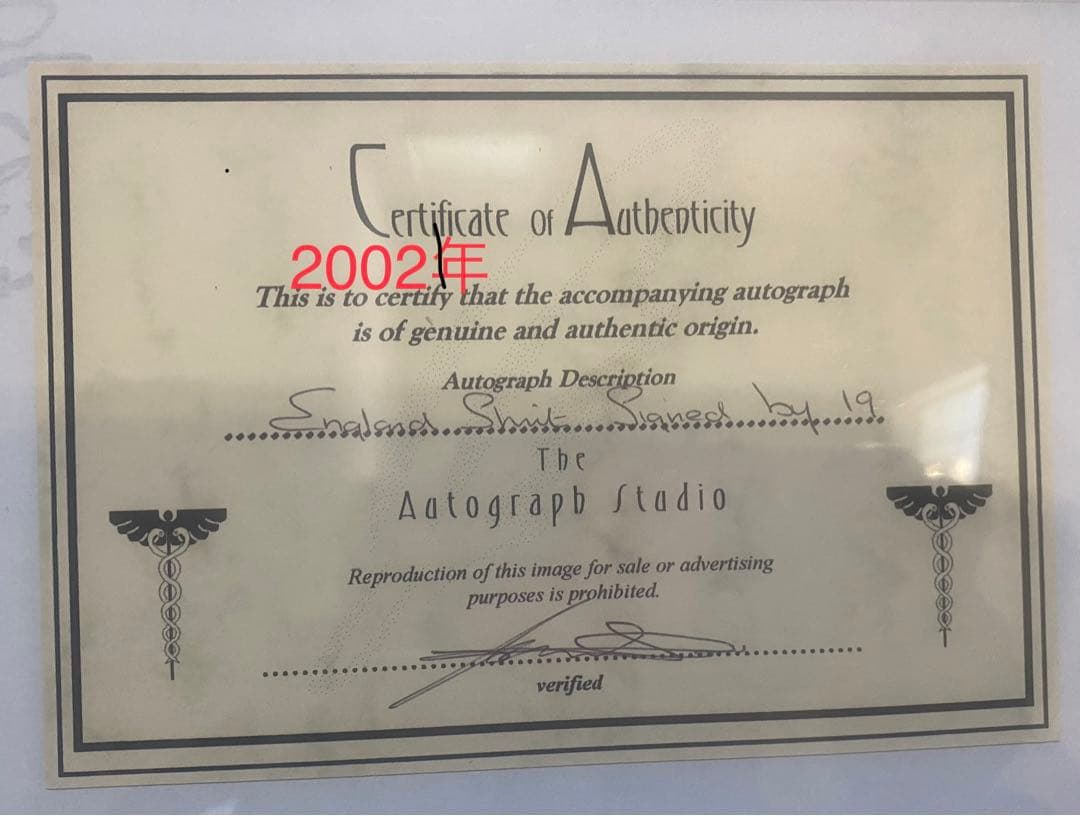 Certificate of Authenticity
2002年
This is to certify that the accompanying autograph
is of genuine and authentic origin.
Autograph Description
England Shirt Signed by 19
The
Autograph Studio
Reproduction of this image for sale or advertising
purposes is prohibited.
verified